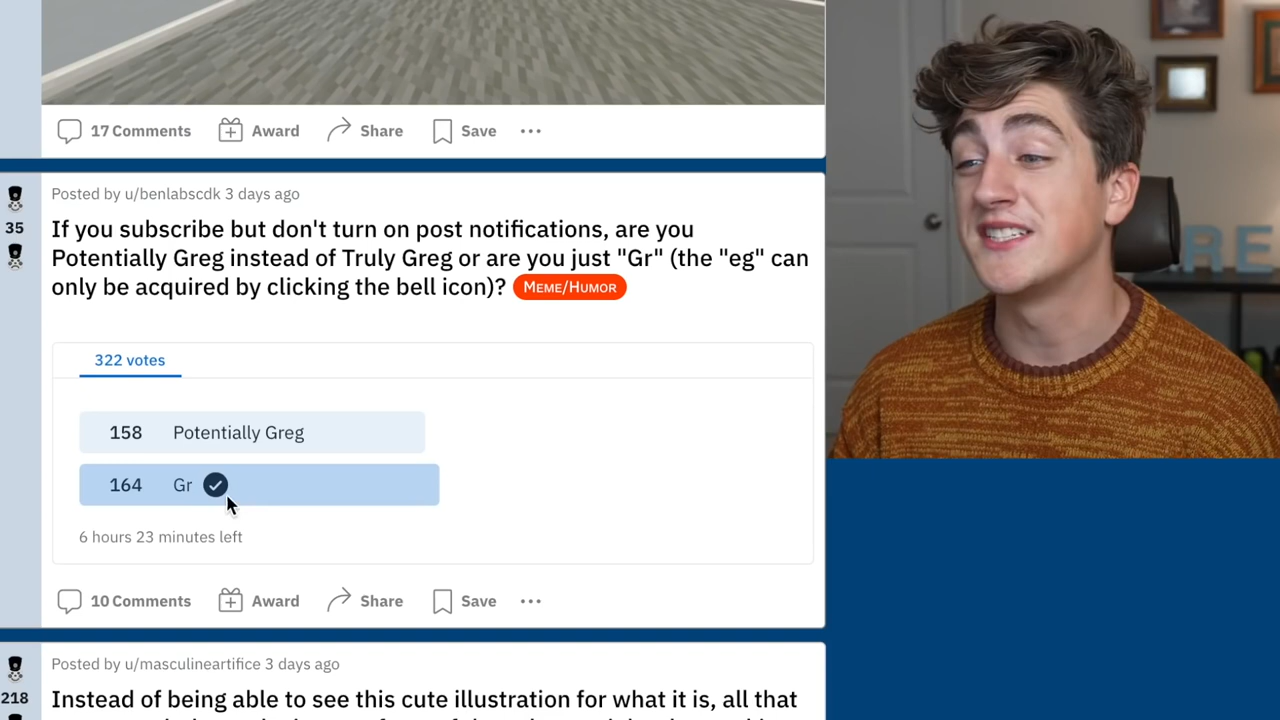 17 Comments Award Share Save
Posted by u/benlabscdk 3 days ago
35
If you subscribe but don't turn on post notifications, are you
Potentially Greg instead of Truly Greg or are you just "Gr" (the "eg" can
only be acquired by clicking the bell icon)? MEME/HUMOR
322 votes
158 Potentially Greg
164 Gr
6 hours 23 minutes left
10 Comments Award Share Save
Posted by u/masculineartifice 3 days ago
218
Instead of being able to see this cute illustration for what it is, all that
RE